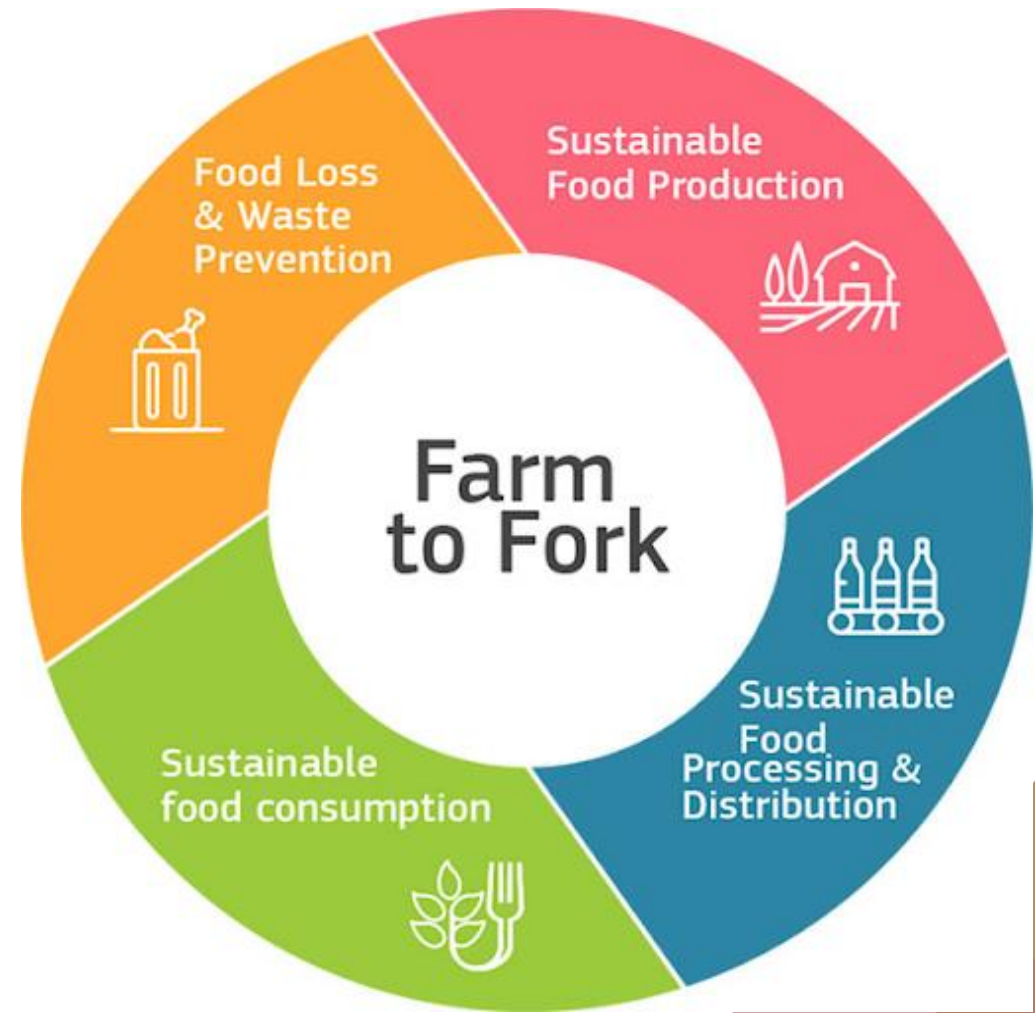 Food Loss
& Waste
Prevention
Sustainable
Food Production
Farm
to Fork
Sustainable
Food
Processing &
Distribution
Sustainable
food consumption